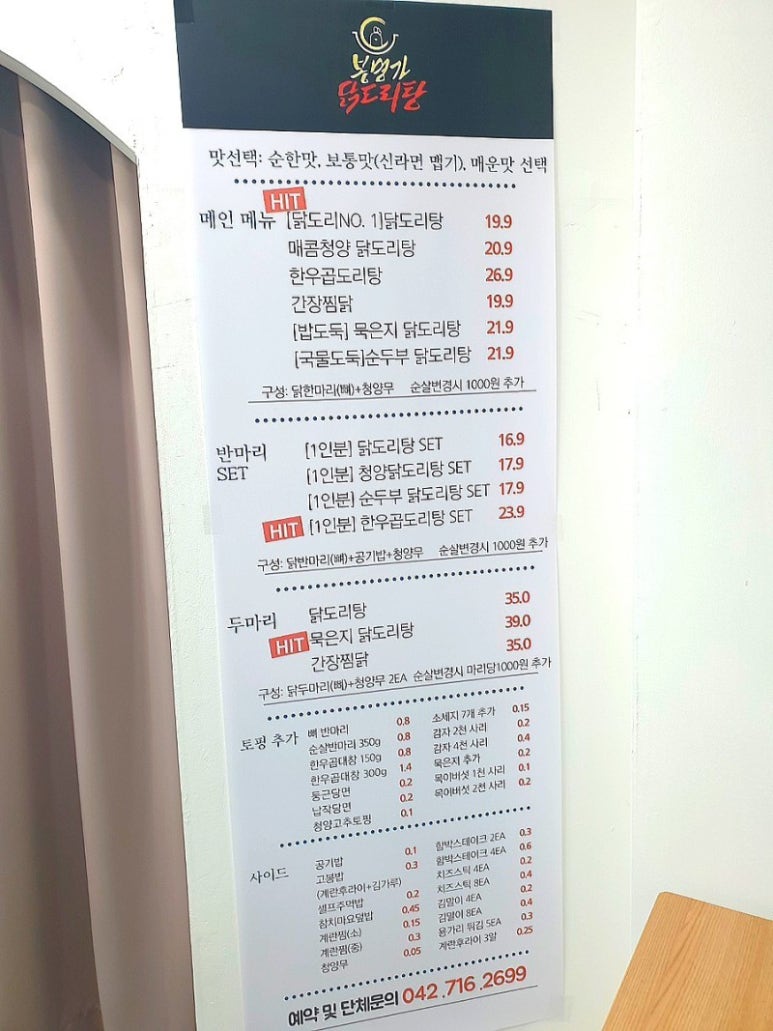 봉명가
닭도리탕
맛선택: 순한맛, 보통맛(신라면 맵기), 매운맛 선택
HIT
메인 메뉴 [닭도리NO. 1]닭도리탕 19.9
매콤청양 닭도리탕 20.9
한우곱도리탕 26.9
간장찜닭 19.9
[밥도둑] 묵은지 닭도리탕 21.9
[국물도둑]순두부 닭도리탕 21.9
구성: 닭한마리(뼈)+청양무 순살변경시 1000원 추가
반마리 [1인분] 닭도리탕 SET 16.9
SET [1인분] 청양닭도리탕 SET 17.9
[1인분] 순두부 닭도리탕 SET 17.9
HIT [1인분] 한우곱도리탕 SET 23.9
구성: 닭반마리(뼈)+공기밥+청양무 순살변경시 1000원 추가
두마리 닭도리탕 35.0
HIT 묵은지 닭도리탕 39.0
간장찜닭 35.0
구성: 닭두마리(뼈)+청양무 2EA 순살변경시 마리당1000원 추가
토핑 추가 뼈 반마리 0.8 소세지 7개 추가 0.15
순살반마리 350g 0.8 감자 2천 사리 0.2
한우곱대창 150g 0.8 감자 4천 사리 0.4
한우곱대창 300g 1.4 묵은지 추가 0.2
둥근당면 0.2 목이버섯 1천 사리 0.1
납작당면 0.2 목이버섯 2천 사리 0.2
청양고추토핑 0.1
사이드 공기밥 0.1 함박스테이크 2EA 0.3
고봉밥 0.3 함박스테이크 4EA 0.6
(계란후라이+김가루) 치즈스틱 4EA 0.2
셀프주먹밥 0.2 치즈스틱 8EA 0.4
참치마요덮밥 0.45 김말이 4EA 0.2
계란찜(소) 0.15 김말이 8EA 0.4
계란찜(중) 0.3 용가리 튀김 5EA 0.3
청양무 0.05 계란후라이 3알 0.25
예약 및 단체문의 042.716.2699